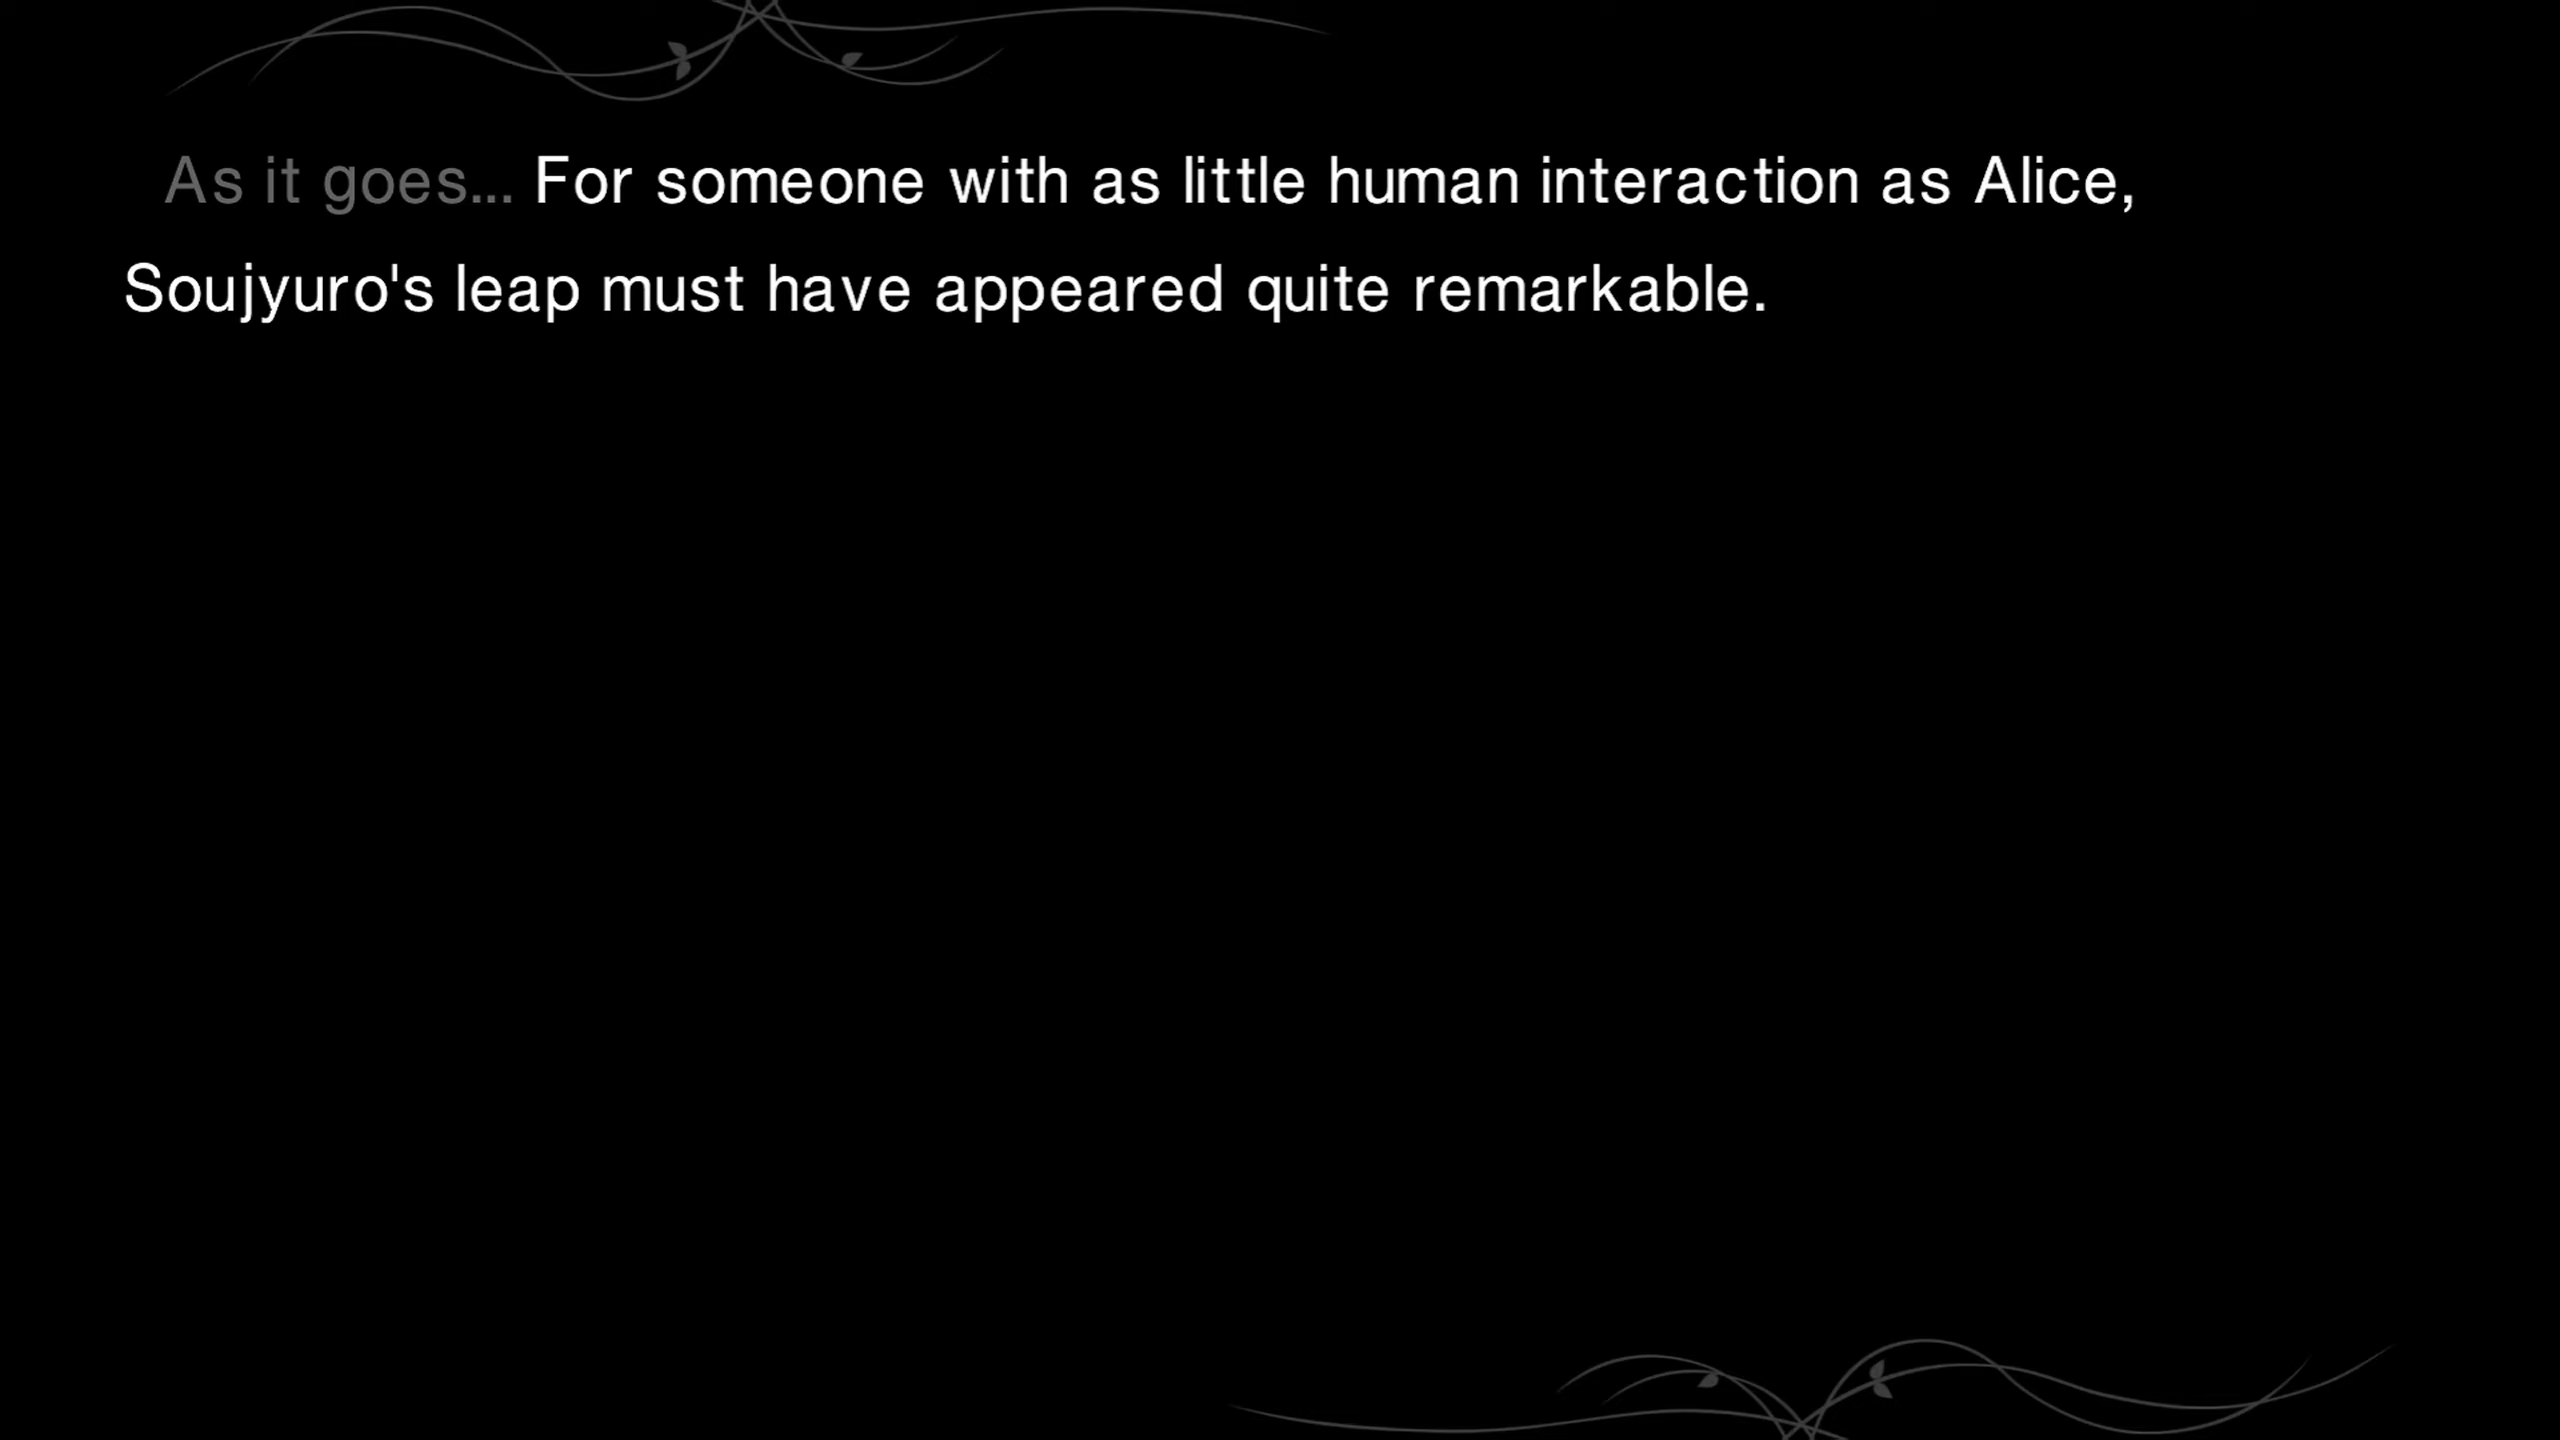 As it goes... For someone with as little human interaction as Alice,
Soujyuro's leap must have appeared quite remarkable.